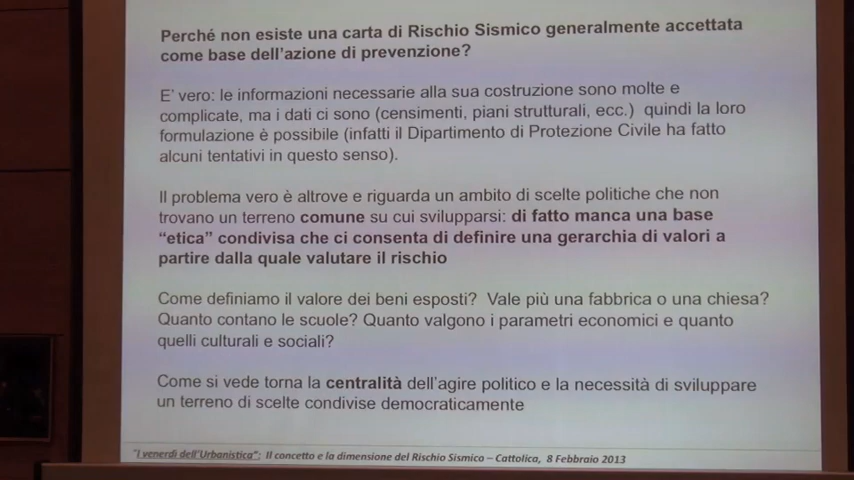 Perché non esiste una carta di Rischio Sismico generalmente accettata
come base dell'azione di prevenzione?
E' vero: le informazioni necessarie alla sua costruzione sono molte e
complicate, ma i dati ci sono (censimenti, piani strutturali, ecc.) quindi la loro
formulazione è possibile (infatti il Dipartimento di Protezione Civile ha fatto
alcuni tentativi in questo senso).
Il problema vero è altrove e riguarda un ambito di scelte politiche che non
trovano un terreno comune su cui svilupparsi: di fatto manca una base
"etica" condivisa che ci consenta di definire una gerarchia di valori a
partire dalla quale valutare il rischio
Come definiamo il valore dei beni esposti? Vale più una fabbrica o una chiesa?
Quanto contano le scuole? Quanto valgono i parametri economici e quanto
quelli culturali e sociali?
Come si vede torna la centralità dell'agire politico e la necessità di sviluppare
un terreno di scelte condivise democraticamente
"I venerdì dell'Urbanistica": Il concetto e la dimensione del Rischio Sismico – Cattolica, 8 Febbraio 2013